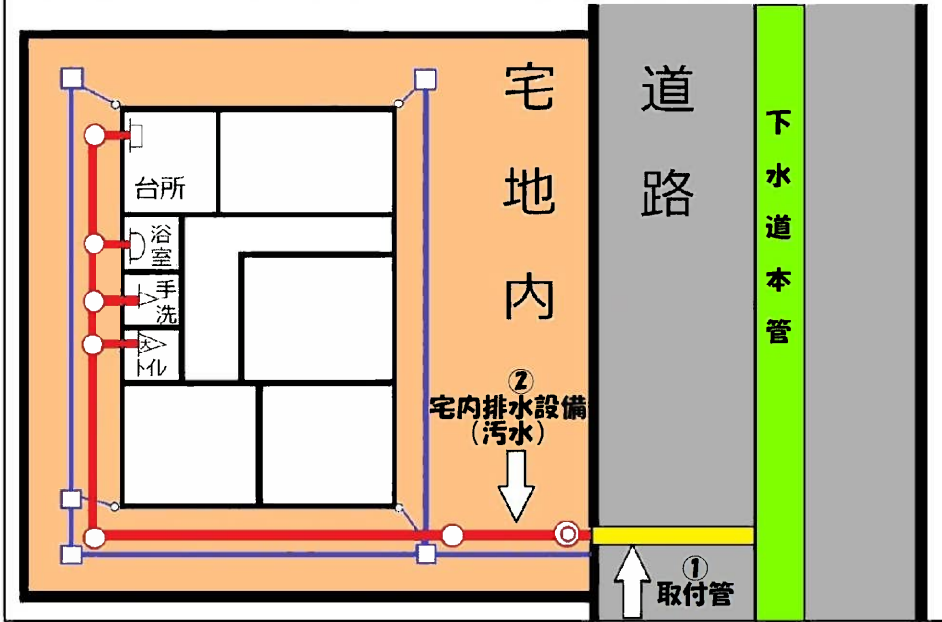 宅地内
道路
下水道本管
台所
浴室
手洗
トイレ
大
②
宅内排水設備
（汚水）
①
取付管